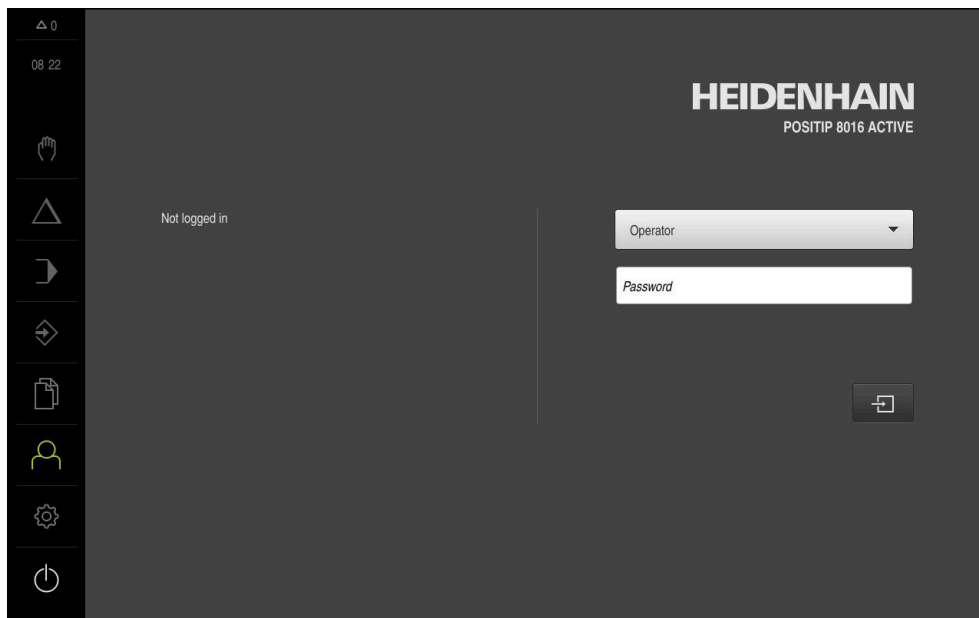 0
08 22
HEIDENHAIN
POSITIP 8016 ACTIVE
Not logged in
Operator
Password